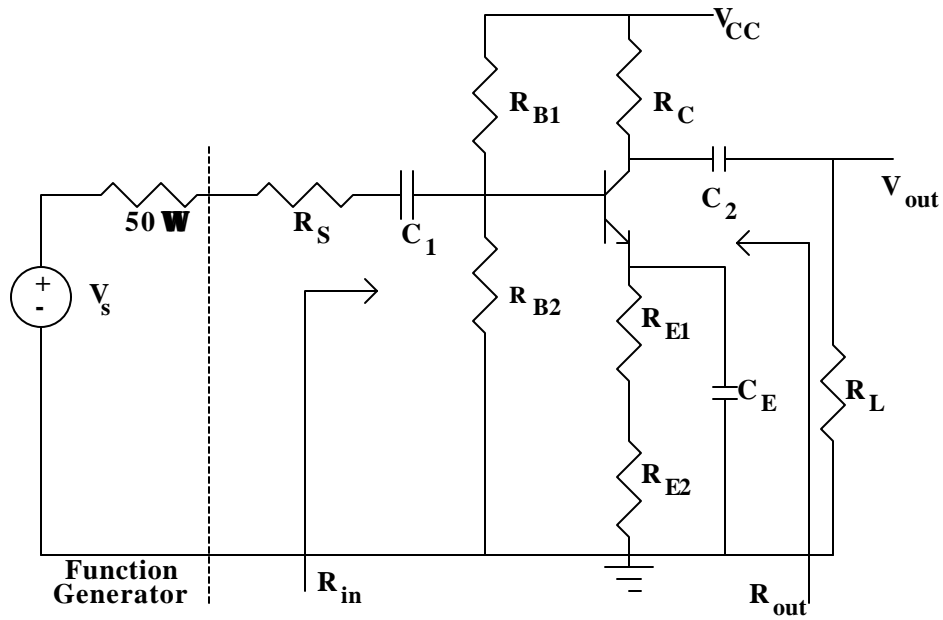 V_CC
R_B1
R_C
50 W
R_S
C_1
C_2
V_out
+
-
V_s
R_B2
R_E1
C_E
R_L
R_E2
Function
Generator
R_in
R_out